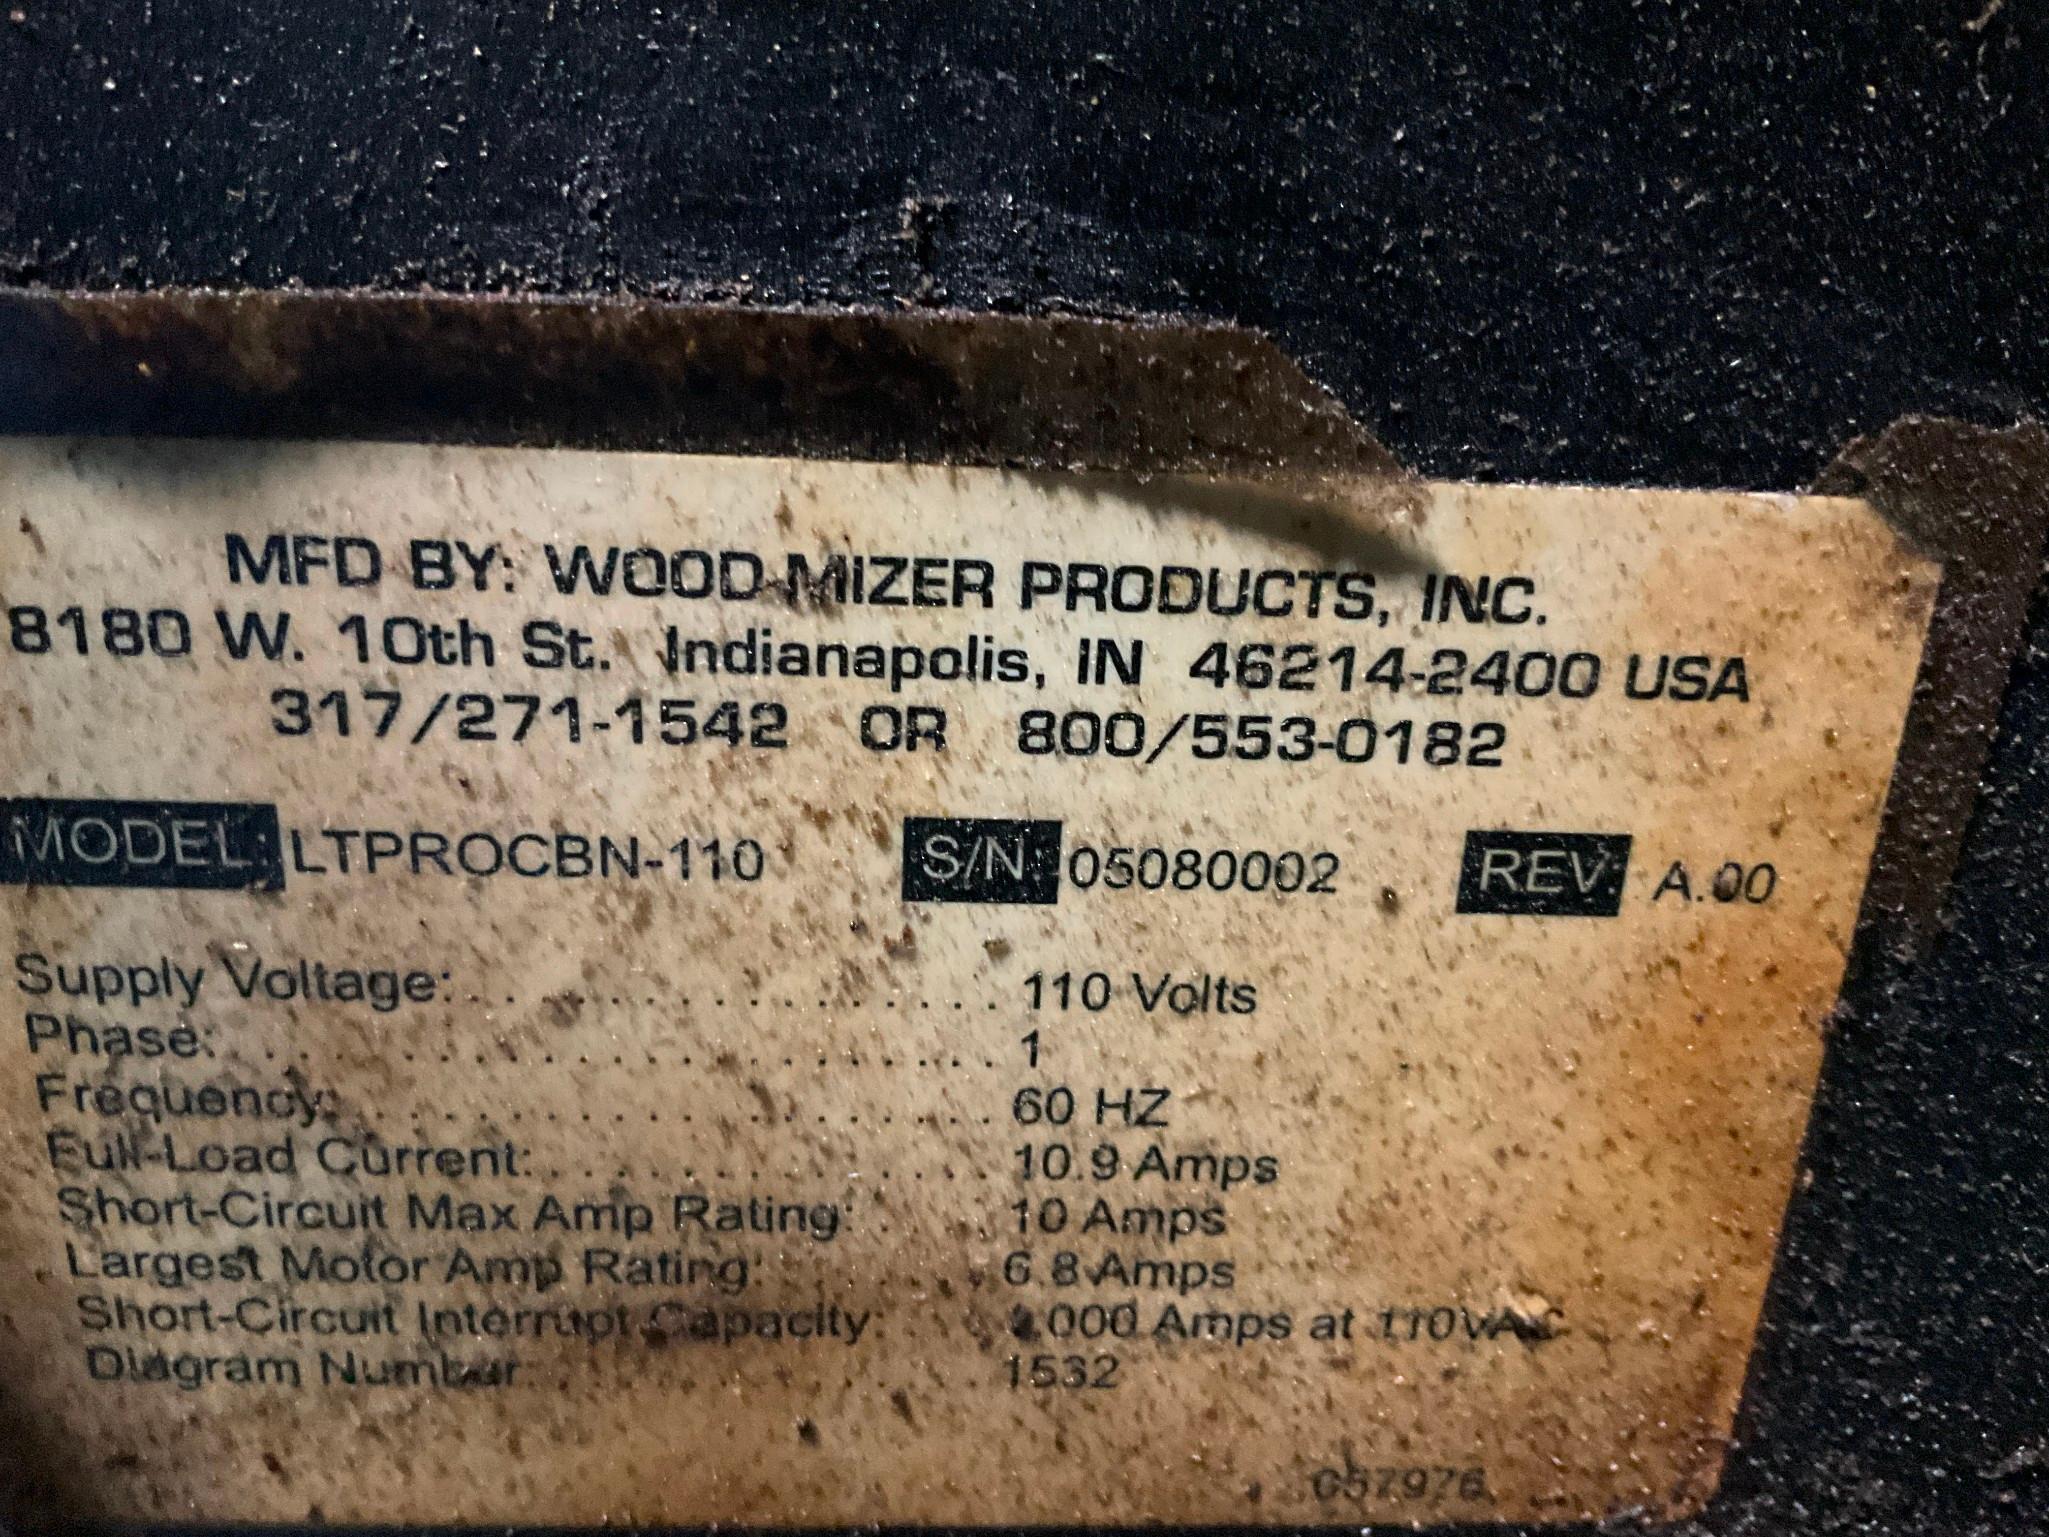 MFD BY: WOOD-MIZER PRODUCTS, INC.
8180 W. 10th St. Indianapolis, IN 46214-2400 USA
317/271-1542 OR 800/553-0182
MODEL: LTPROCBN-110 S/N: 05080002 REV: A.00
Supply Voltage: 110 Volts
Phase: 1
Frequency: 60 HZ
Full-Load Current: 10.9 Amps
Short-Circuit Max Amp Rating: 10 Amps
Largest Motor Amp Rating: 6.8 Amps
Short-Circuit Interrupt Capacity: Amps at 110VAC
Diagram Number: 1532
057976